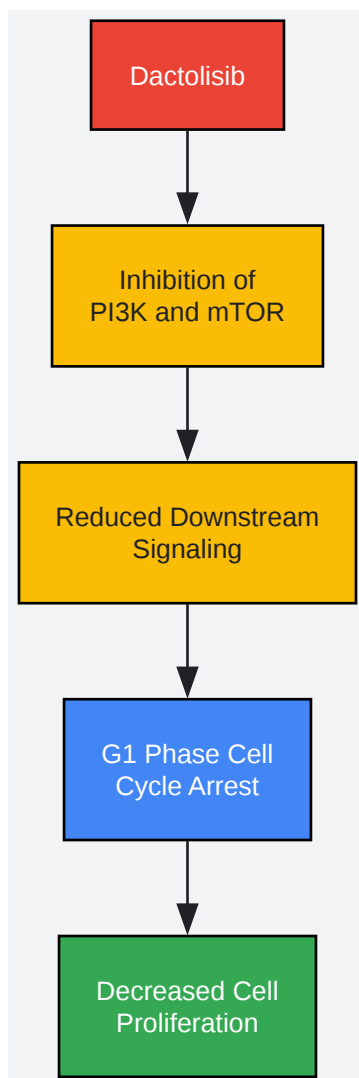 Dactolisib
Inhibition of
PI3K and mTOR
Reduced Downstream
Signaling
G1 Phase Cell
Cycle Arrest
Decreased Cell
Proliferation